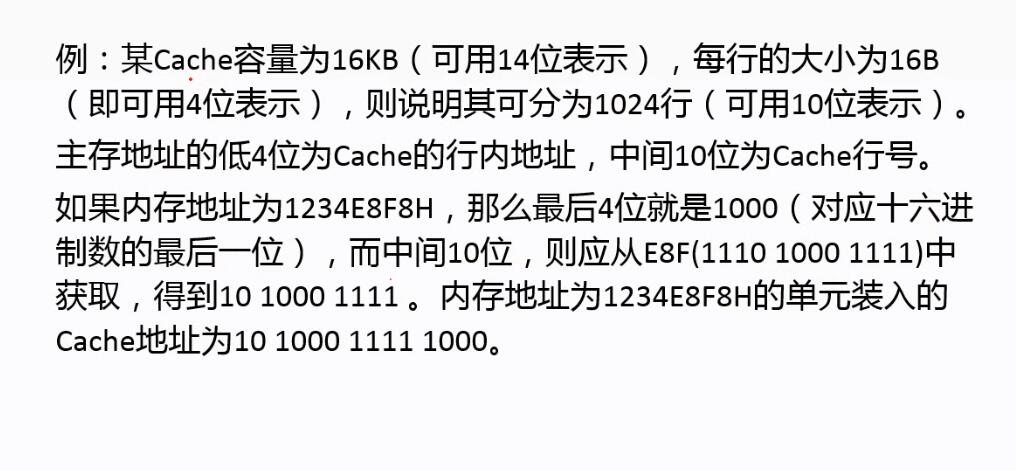 例：某Cache容量为16KB（可用14位表示），每行的大小为16B
（即可用4位表示），则说明其可分为1024行（可用10位表示）。
主存地址的低4位为Cache的行内地址，中间10位为Cache行号。
如果内存地址为1234E8F8H，那么最后4位就是1000（对应十六进
制数的最后一位），而中间10位，则应从E8F(1110 1000 1111)中
获取，得到10 1000 1111 。内存地址为1234E8F8H的单元装入的
Cache地址为10 1000 1111 1000。